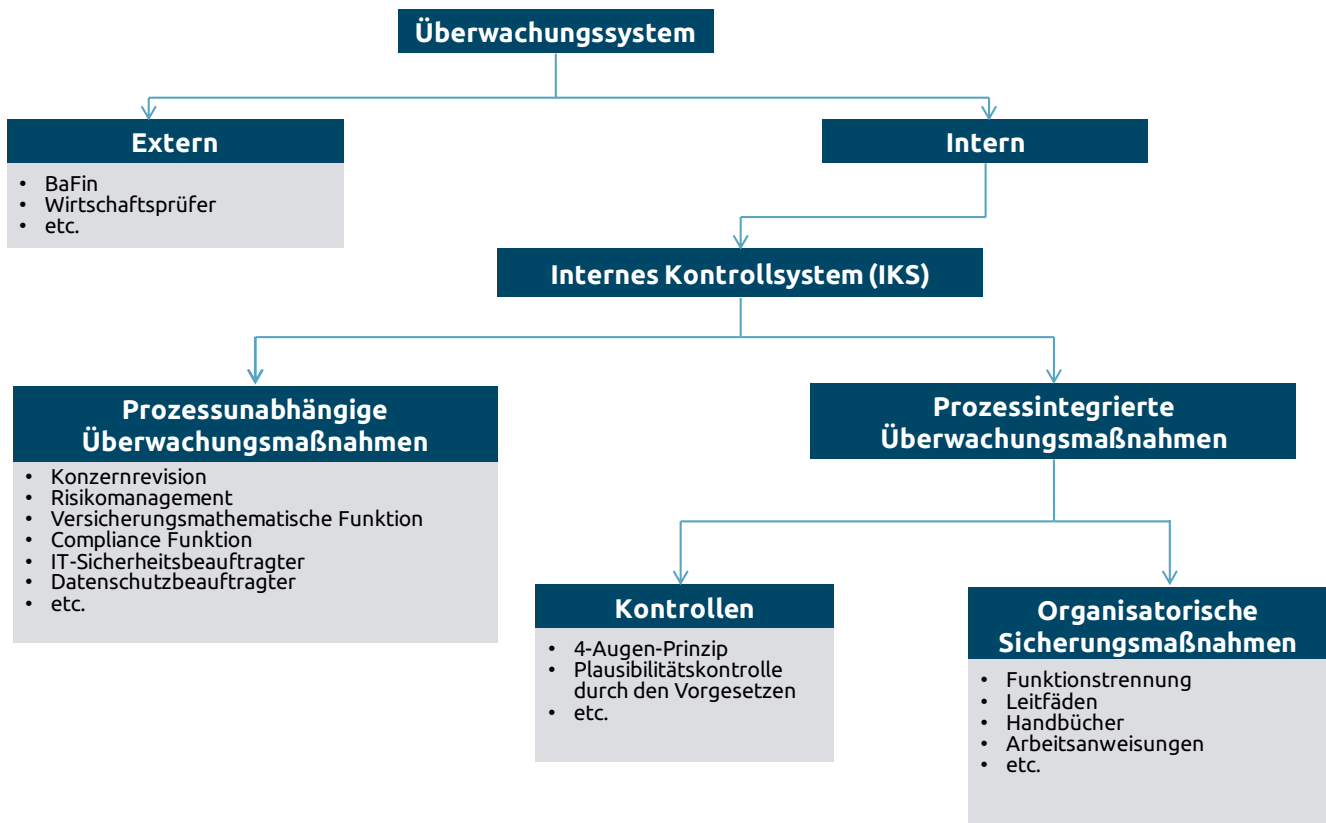 Überwachungssystem
Extern
• BaFin
• Wirtschaftsprüfer
• etc.
Intern
Internes Kontrollsystem (IKS)
Prozessunabhängige
Überwachungsmaßnahmen
• Konzernrevision
• Risikomanagement
• Versicherungsmathematische Funktion
• Compliance Funktion
• IT-Sicherheitsbeauftragter
• Datenschutzbeauftragter
• etc.
Prozessintegrierte
Überwachungsmaßnahmen
Kontrollen
• 4-Augen-Prinzip
• Plausibilitätskontrolle
durch den Vorgesetzen
• etc.
Organisatorische
Sicherungsmaßnahmen
• Funktionstrennung
• Leitfäden
• Handbücher
• Arbeitsanweisungen
• etc.